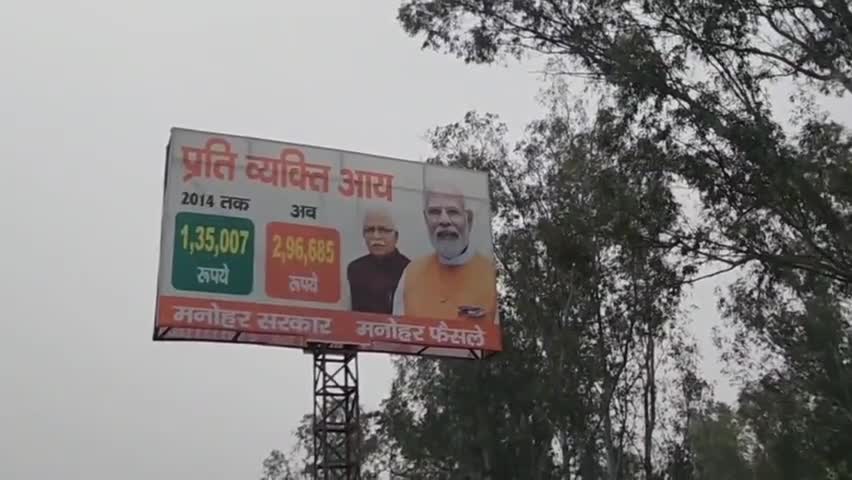 प्रति व्यक्ति आय
2014 तक
अब
1,35,007
2,96,685
रूपये
रूपये
मनोहर सरकार मनोहर फैसले